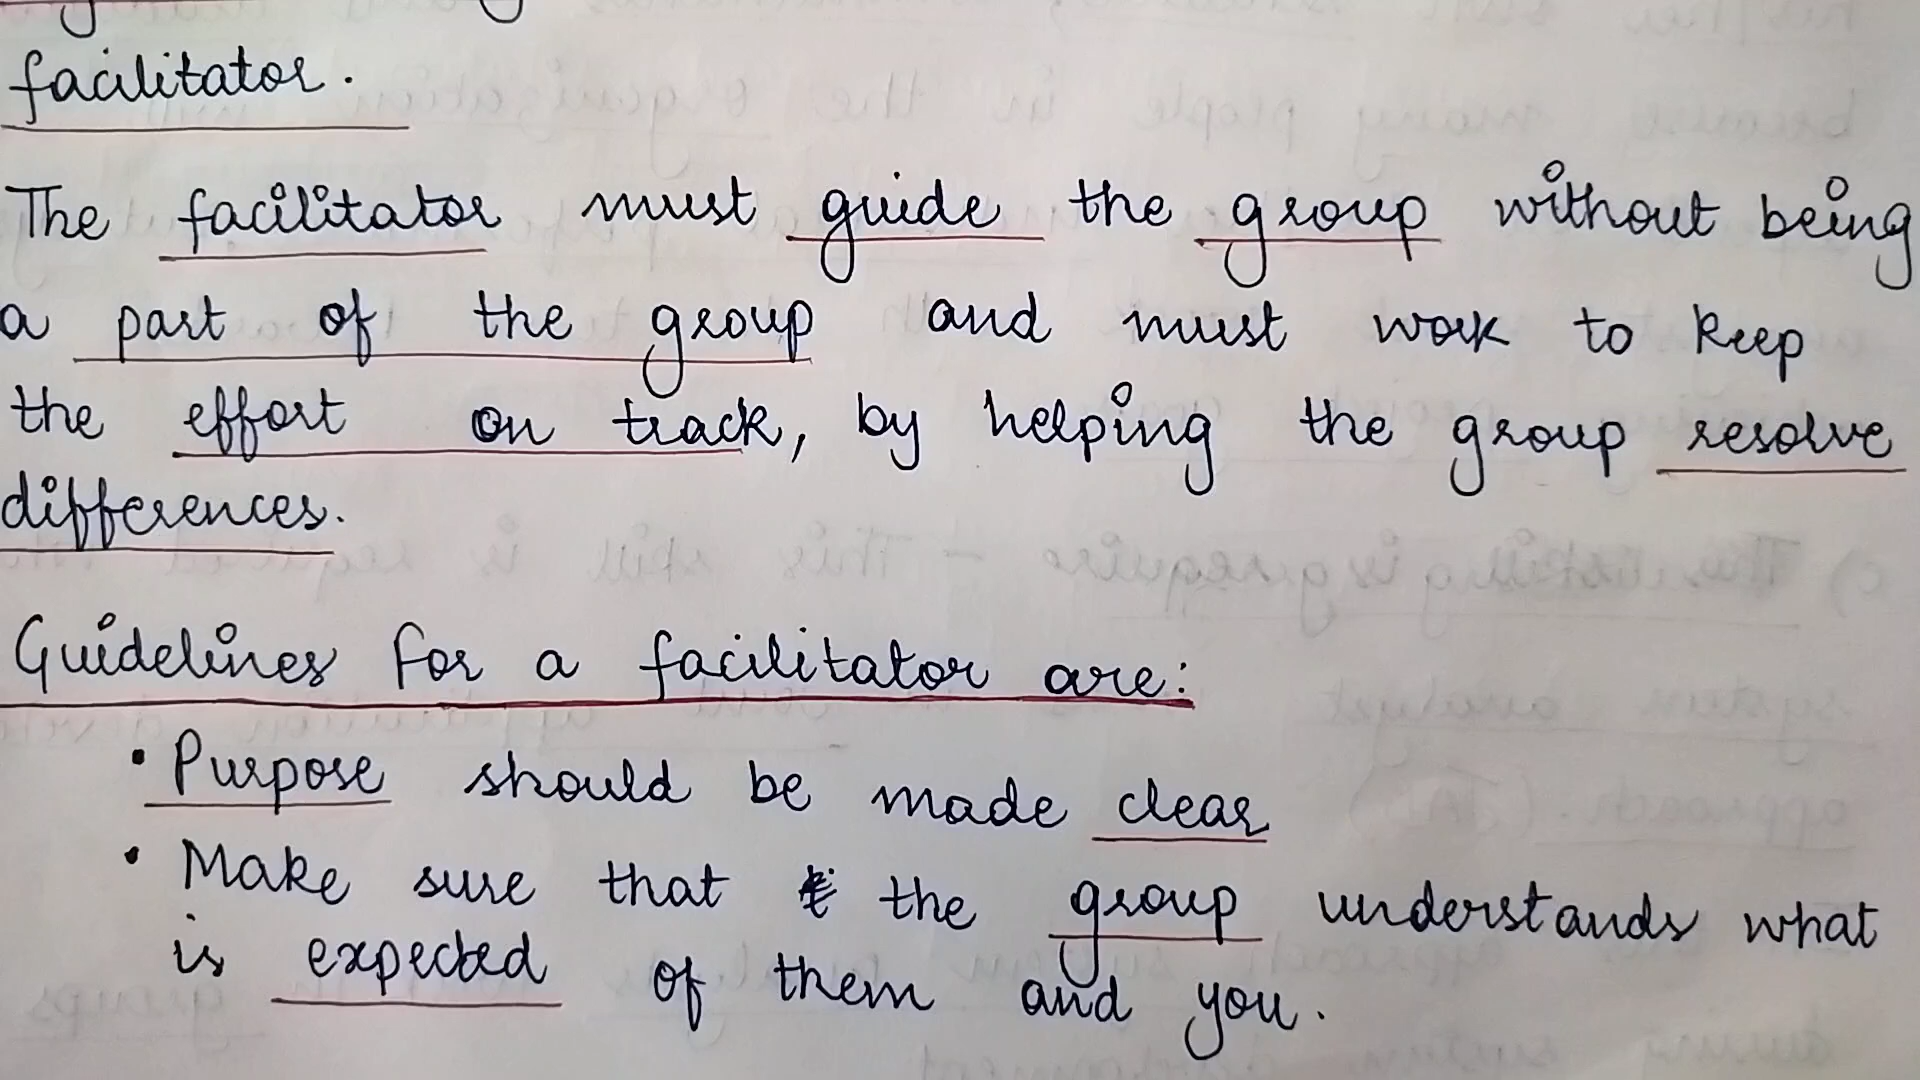 facilitator.
The facilitator must guide the group without being
a part of the group and must work to keep
the effort on track, by helping the group resolve
differences.
Guidelines for a facilitator are:
• Purpose should be made clear
• Make sure that the group understands what
is expected of them and you.